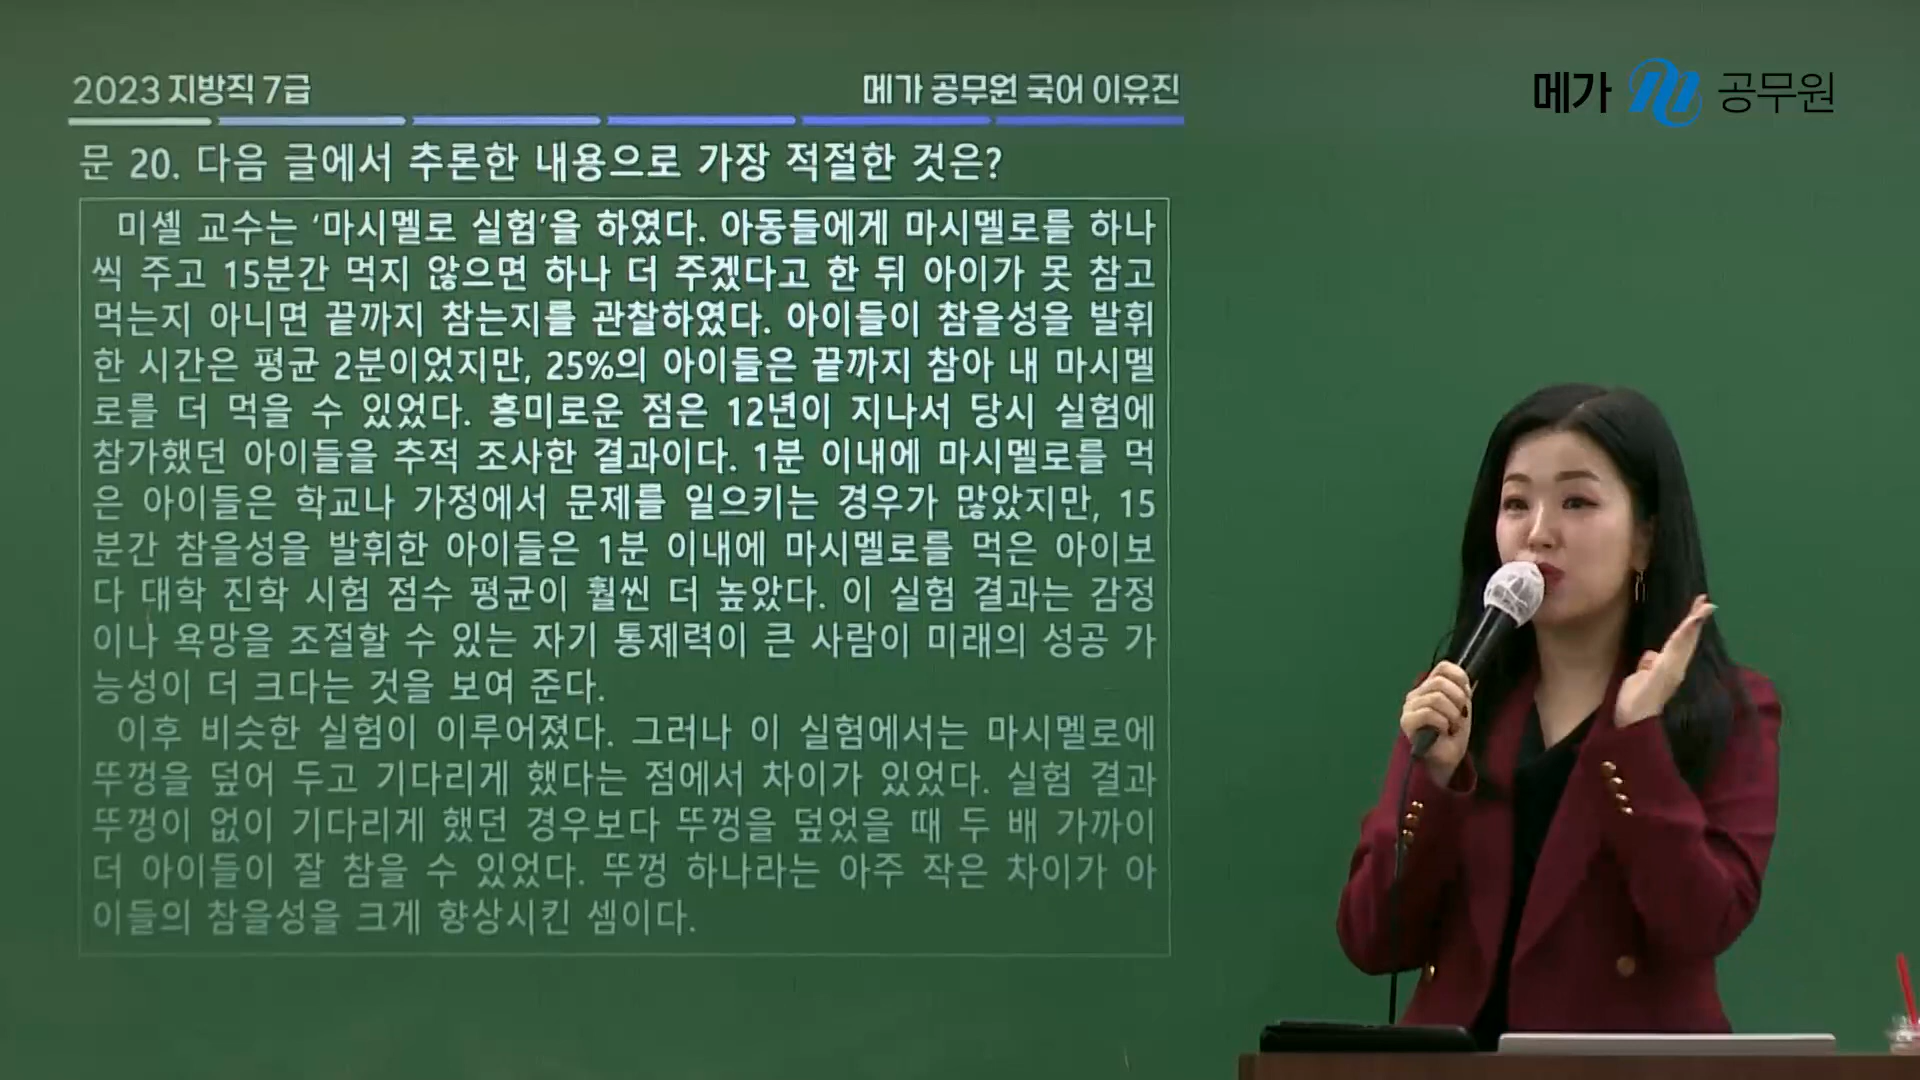 2023 지방직 7급
메가 공무원 국어 이유진
메가 공무원
문 20. 다음 글에서 추론한 내용으로 가장 적절한 것은?
미셸 교수는 ‘마시멜로 실험’을 하였다. 아동들에게 마시멜로를 하나
씩 주고 15분간 먹지 않으면 하나 더 주겠다고 한 뒤 아이가 못 참고
먹는지 아니면 끝까지 참는지를 관찰하였다. 아이들이 참을성을 발휘
한 시간은 평균 2분이었지만, 25%의 아이들은 끝까지 참아 내 마시멜
로를 더 먹을 수 있었다. 흥미로운 점은 12년이 지나서 당시 실험에
참가했던 아이들을 추적 조사한 결과이다. 1분 이내에 마시멜로를 먹
은 아이들은 학교나 가정에서 문제를 일으키는 경우가 많았지만, 15
분간 참을성을 발휘한 아이들은 1분 이내에 마시멜로를 먹은 아이보
다 대학 진학 시험 점수 평균이 훨씬 더 높았다. 이 실험 결과는 감정
이나 욕망을 조절할 수 있는 자기 통제력이 큰 사람이 미래의 성공 가
능성이 더 크다는 것을 보여 준다.
이후 비슷한 실험이 이루어졌다. 그러나 이 실험에서는 마시멜로에
뚜껑을 덮어 두고 기다리게 했다는 점에서 차이가 있었다. 실험 결과
뚜껑이 없이 기다리게 했던 경우보다 뚜껑을 덮었을 때 두 배 가까이
더 아이들이 잘 참을 수 있었다. 뚜껑 하나라는 아주 작은 차이가 아
이들의 참을성을 크게 향상시킨 셈이다.